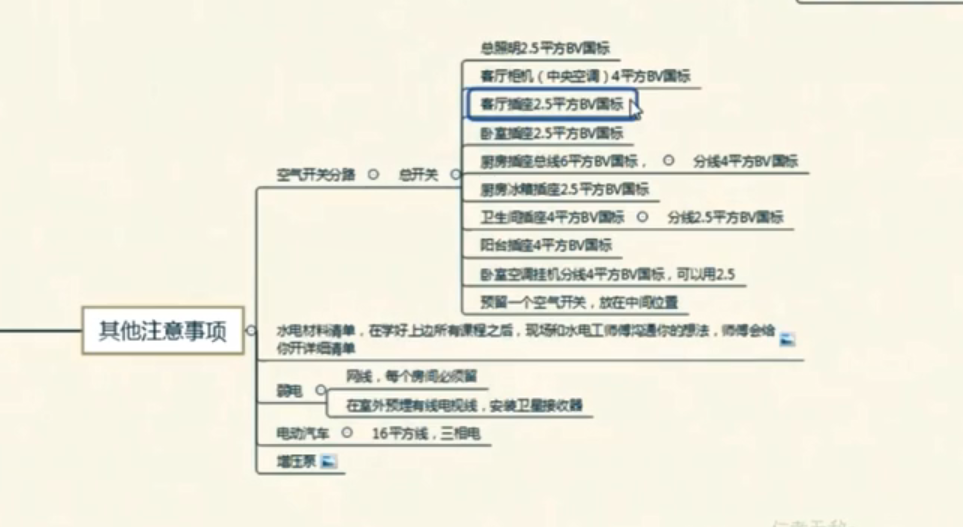 总照明2.5平方BV国标
客厅柜机（中央空调）4平方BV国标
客厅插座2.5平方BV国标
卧室插座2.5平方BV国标
空气开关分路 总开关 厨房插座总线6平方BV国标， 分线4平方BV国标
厨房冰箱插座2.5平方BV国标
卫生间插座4平方BV国标 分线2.5平方BV国标
阳台插座4平方BV国标
卧室空调挂机分线4平方BV国标，可以用2.5
预留一个空气开关，放在中间位置
其他注意事项
水电材料清单，在学好上边所有课程之后，现场和水电工师傅沟通你的想法，师傅会给
你开详细清单
弱电
网线，每个房间必须留
在室外预埋有线电视线，安装卫星接收器
电动汽车 16平方线，三相电
增压泵